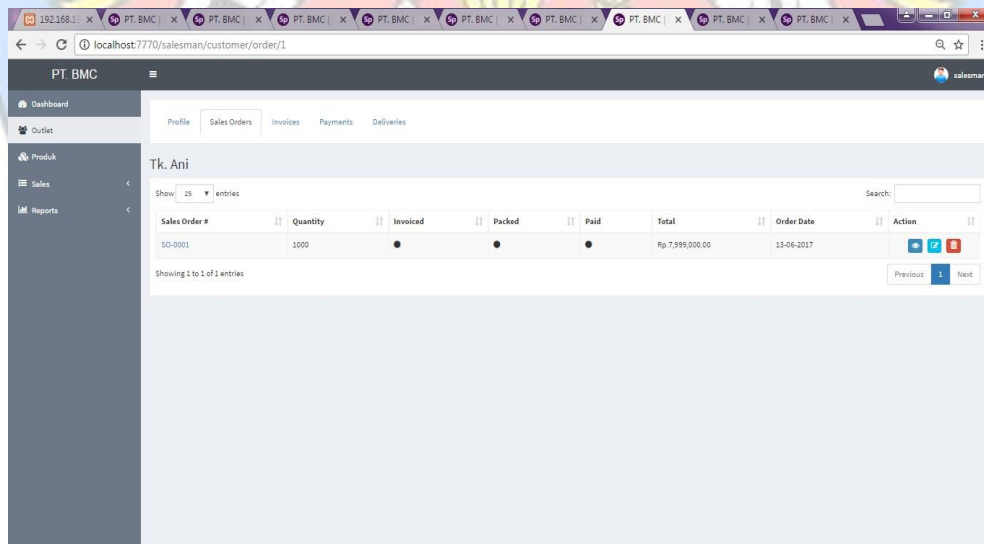 192.168.1 PT. BMC | PT. BMC | PT. BMC | PT. BMC | PT. BMC | PT. BMC | PT. BMC | PT. BMC | PT. BMC |
localhost:7770/salesman/customer/order/1
PT. BMC salesman
Dashboard
Outlet
Produk
Sales
Reports
Profile Sales Orders Invoices Payments Deliveries
Tk. Ani
Show 25 entries Search:
Sales Order # Quantity Invoiced Packed Paid Total Order Date Action
SO-0001 1000 Rp.7,999,000.00 13-06-2017
Showing 1 to 1 of 1 entries Previous 1 Next